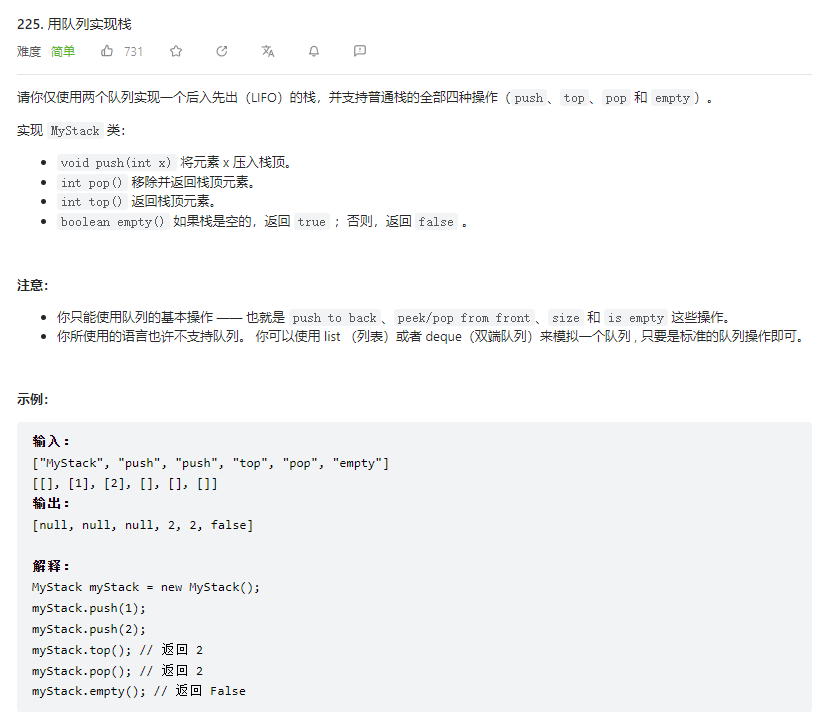 225. 用队列实现栈
难度 简单 731
请你仅使用两个队列实现一个后入先出（LIFO）的栈，并支持普通栈的全部四种操作（push、top、pop 和 empty）。
实现 MyStack 类：
• void push(int x) 将元素 x 压入栈顶。
• int pop() 移除并返回栈顶元素。
• int top() 返回栈顶元素。
• boolean empty() 如果栈是空的，返回 true ；否则，返回 false 。
注意：
• 你只能使用队列的基本操作 —— 也就是 push to back、peek/pop from front、size 和 is empty 这些操作。
• 你所使用的语言也许不支持队列。 你可以使用 list （列表）或者 deque（双端队列）来模拟一个队列 , 只要是标准的队列操作即可。
示例：
输入：
["MyStack", "push", "push", "top", "pop", "empty"]
[[], [1], [2], [], [], []]
输出：
[null, null, null, 2, 2, false]
解释：
MyStack myStack = new MyStack();
myStack.push(1);
myStack.push(2);
myStack.top(); // 返回 2
myStack.pop(); // 返回 2
myStack.empty(); // 返回 False